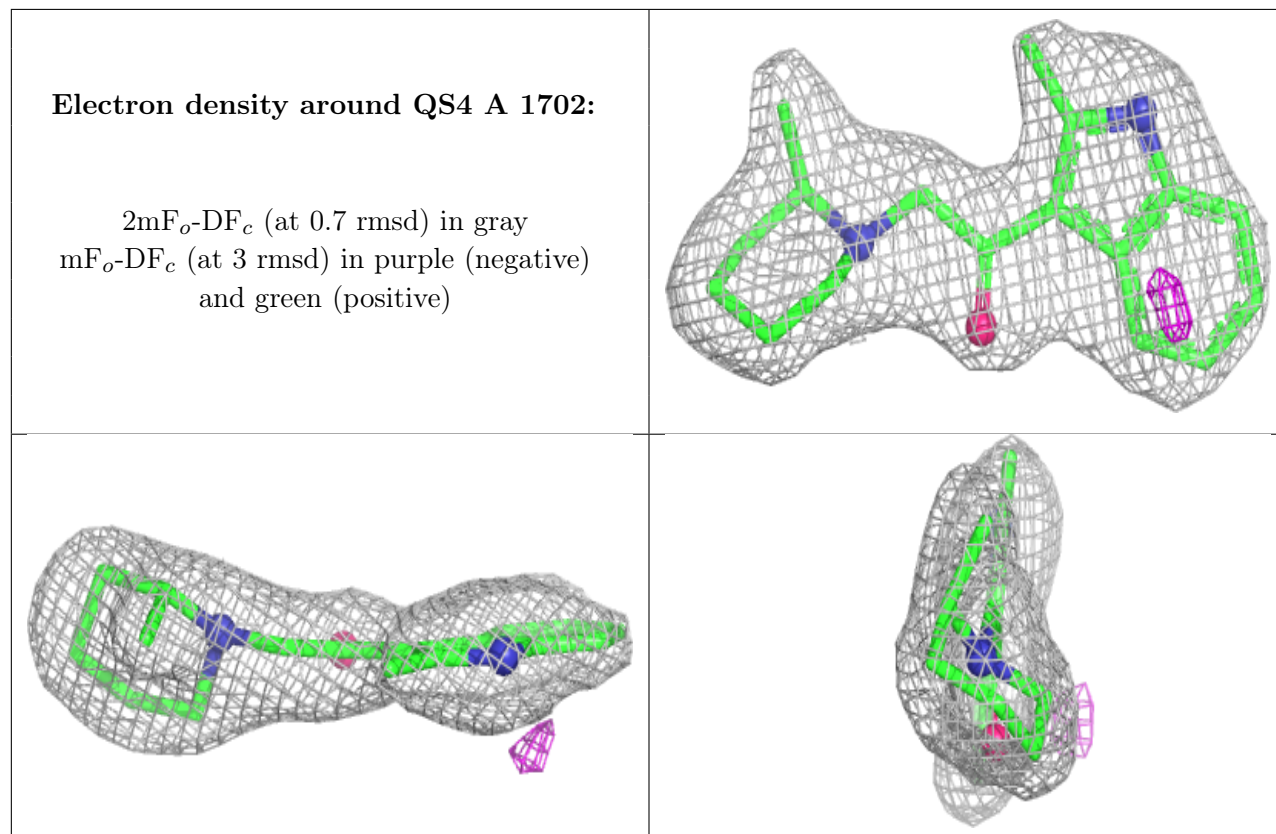 Electron density around QS4 A 1702:
2mFo-DFc (at 0.7 rmsd) in gray
mFo-DFc (at 3 rmsd) in purple (negative)
and green (positive)